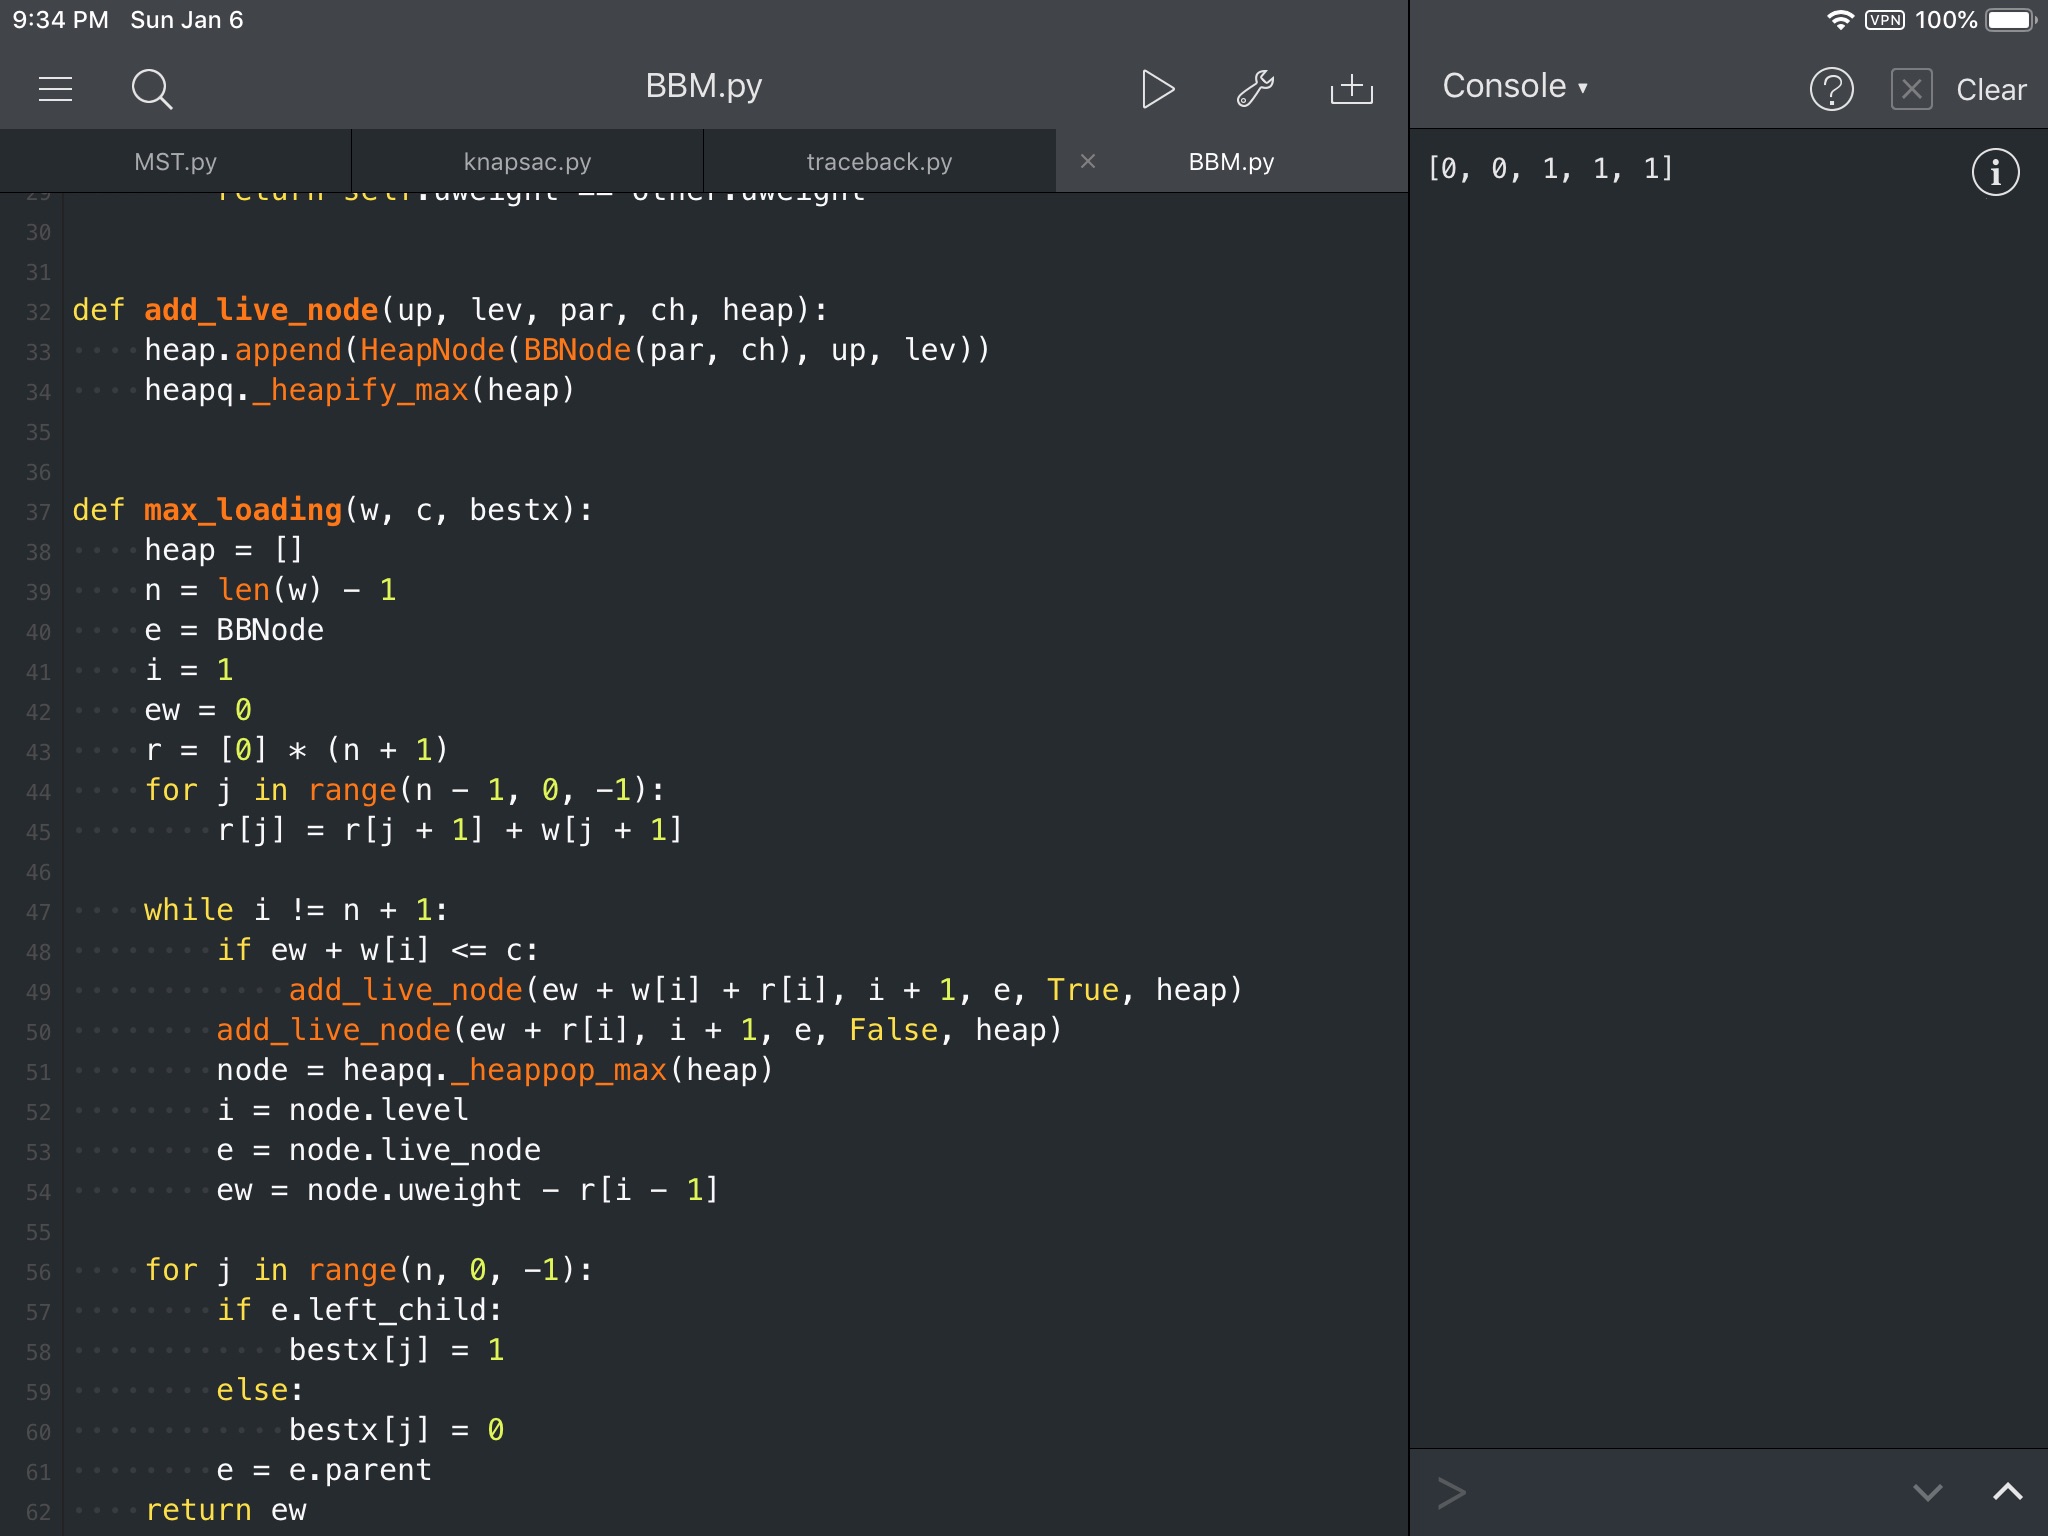 9:34 PM Sun Jan 6
VPN 100%
BBM.py
Console ▾
? Clear
MST.py knapsac.py traceback.py × BBM.py
29 return self.uweight == other.uweight
30
31
32 def add_live_node(up, lev, par, ch, heap):
33 heap.append(HeapNode(BBNode(par, ch), up, lev))
34 heapq._heapify_max(heap)
35
36
37 def max_loading(w, c, bestx):
38 heap = []
39 n = len(w) - 1
40 e = BBNode
41 i = 1
42 ew = 0
43 r = [0] * (n + 1)
44 for j in range(n - 1, 0, -1):
45 r[j] = r[j + 1] + w[j + 1]
46
47 while i != n + 1:
48 if ew + w[i] <= c:
49 add_live_node(ew + w[i] + r[i], i + 1, e, True, heap)
50 add_live_node(ew + r[i], i + 1, e, False, heap)
51 node = heapq._heappop_max(heap)
52 i = node.level
53 e = node.live_node
54 ew = node.uweight - r[i - 1]
55
56 for j in range(n, 0, -1):
57 if e.left_child:
58 bestx[j] = 1
59 else:
60 bestx[j] = 0
61 e = e.parent
62 return ew
[0, 0, 1, 1, 1]
i
>